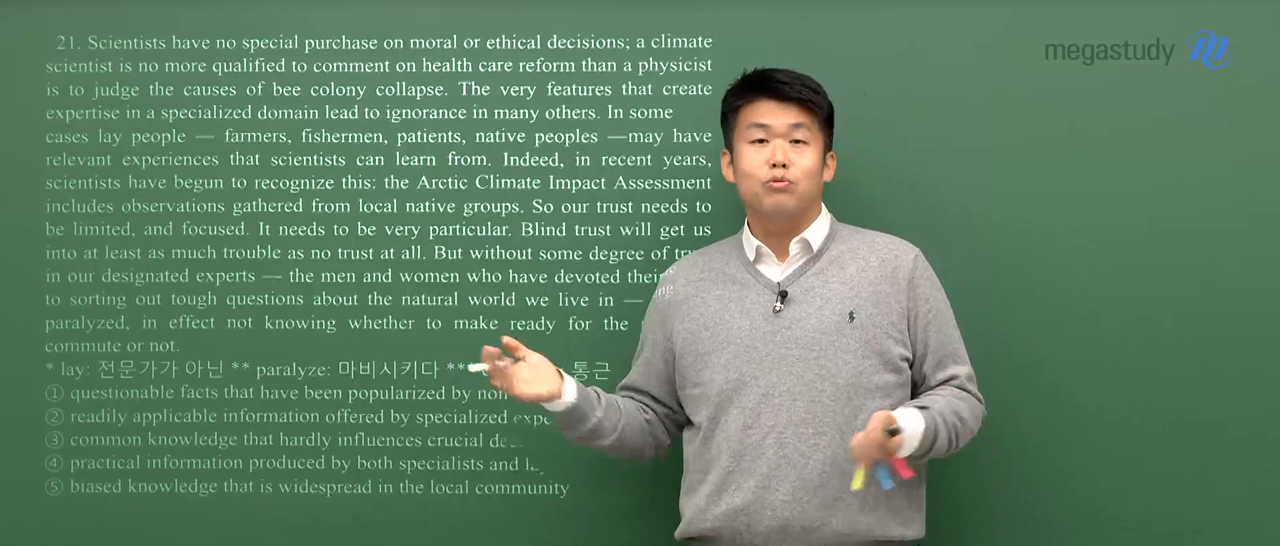 21. Scientists have no special purchase on moral or ethical decisions; a climate
scientist is no more qualified to comment on health care reform than a physicist
is to judge the causes of bee colony collapse. The very features that create
expertise in a specialized domain lead to ignorance in many others. In some
cases lay people — farmers, fishermen, patients, native peoples —may have
relevant experiences that scientists can learn from. Indeed, in recent years,
scientists have begun to recognize this: the Arctic Climate Impact Assessment
includes observations gathered from local native groups. So our trust needs to
be limited, and focused. It needs to be very particular. Blind trust will get us
into at least as much trouble as no trust at all. But without some degree of
in our designated experts — the men and women who have devoted their
to sorting out tough questions about the natural world we live in —
paralyzed, in effect not knowing whether to make ready for the
commute or not.
* lay: 전문가가 아닌 ** paralyze: 마비시키다 통근
① questionable facts that have been popularized by
② readily applicable information offered by specialized
③ common knowledge that hardly influences crucial
④ practical information produced by both specialists and
⑤ biased knowledge that is widespread in the local community
megastudy